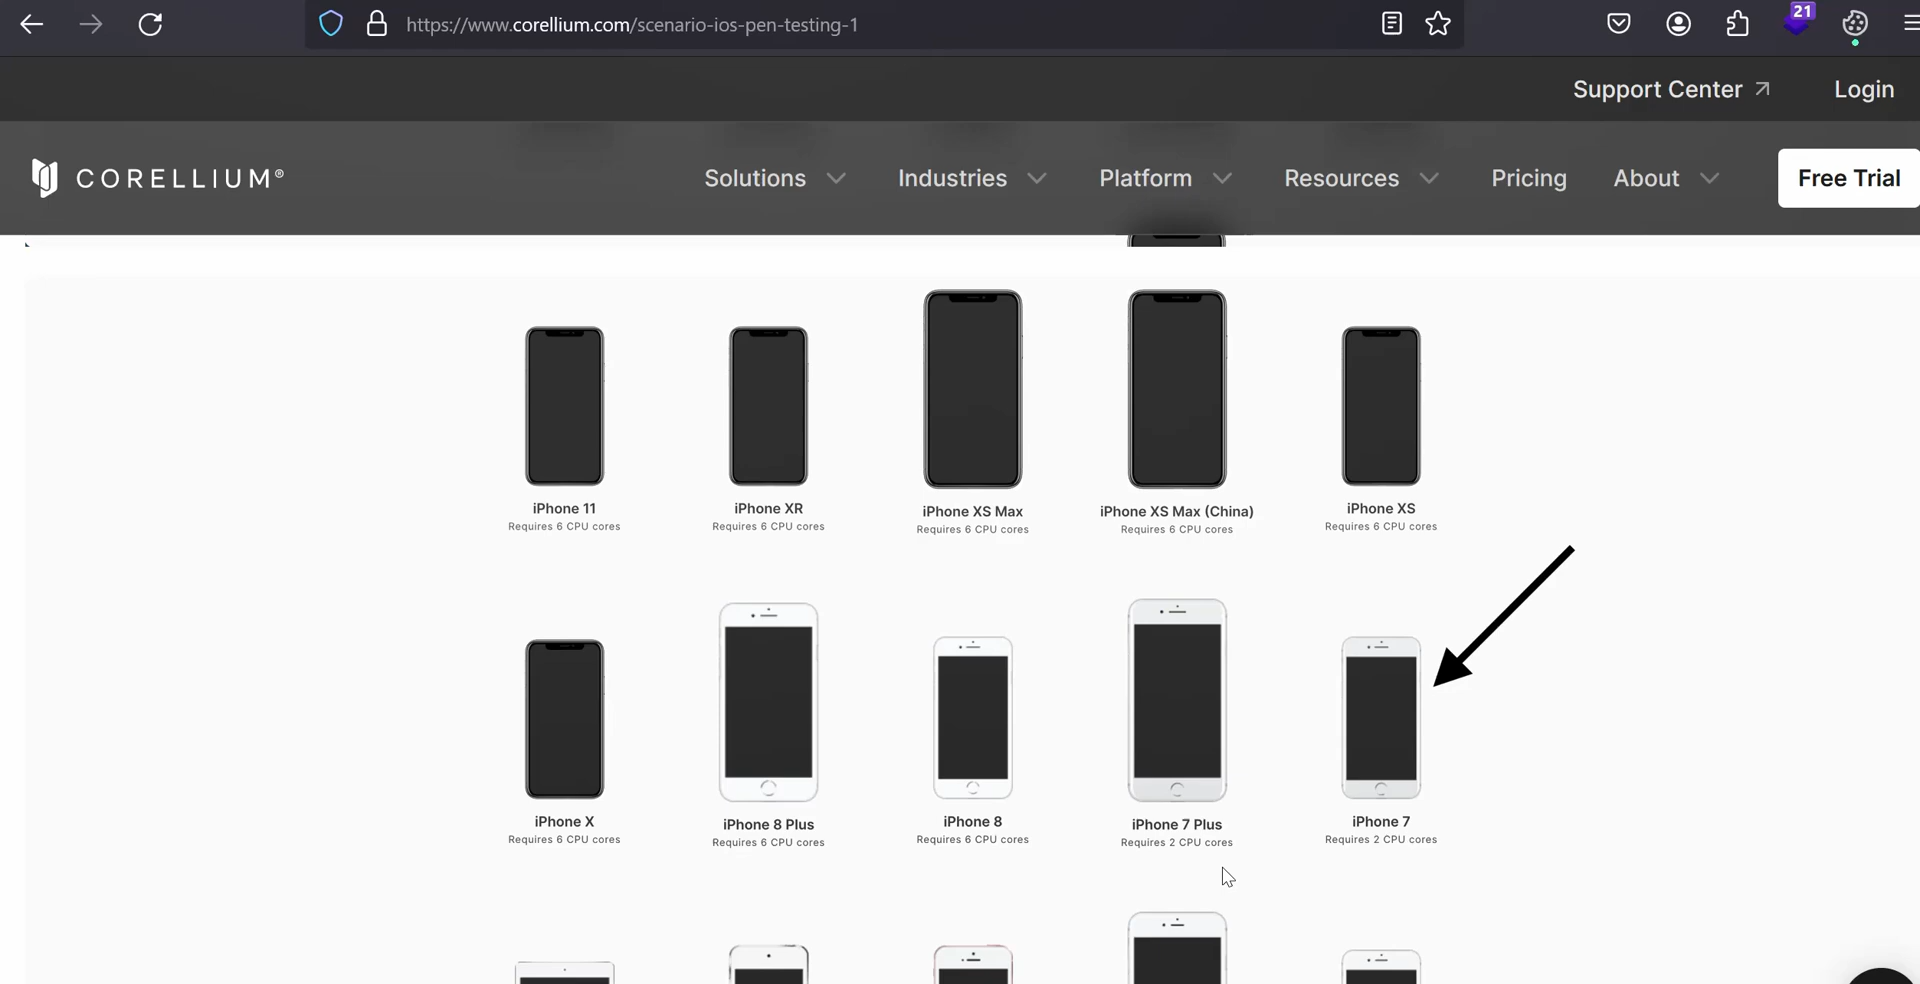 https://www.corellium.com/scenario-ios-pen-testing-1
21
Support Center
Login
CORELLIUM®
Solutions
Industries
Platform
Resources
Pricing
About
Free Trial
iPhone 11
Requires 6 CPU cores
iPhone XR
Requires 6 CPU cores
iPhone XS Max
Requires 6 CPU cores
iPhone XS Max (China)
Requires 6 CPU cores
iPhone XS
Requires 6 CPU cores
iPhone X
Requires 6 CPU cores
iPhone 8 Plus
Requires 6 CPU cores
iPhone 8
Requires 6 CPU cores
iPhone 7 Plus
Requires 2 CPU cores
iPhone 7
Requires 2 CPU cores